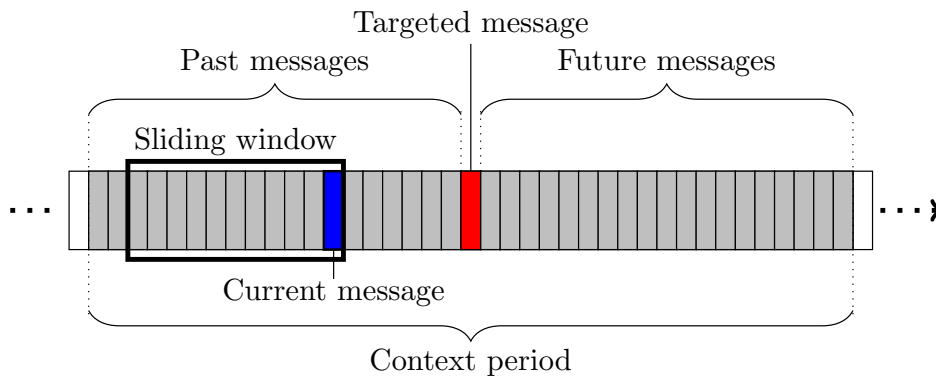 Targeted message
Past messages
Future messages
Sliding window
Current message
Context period